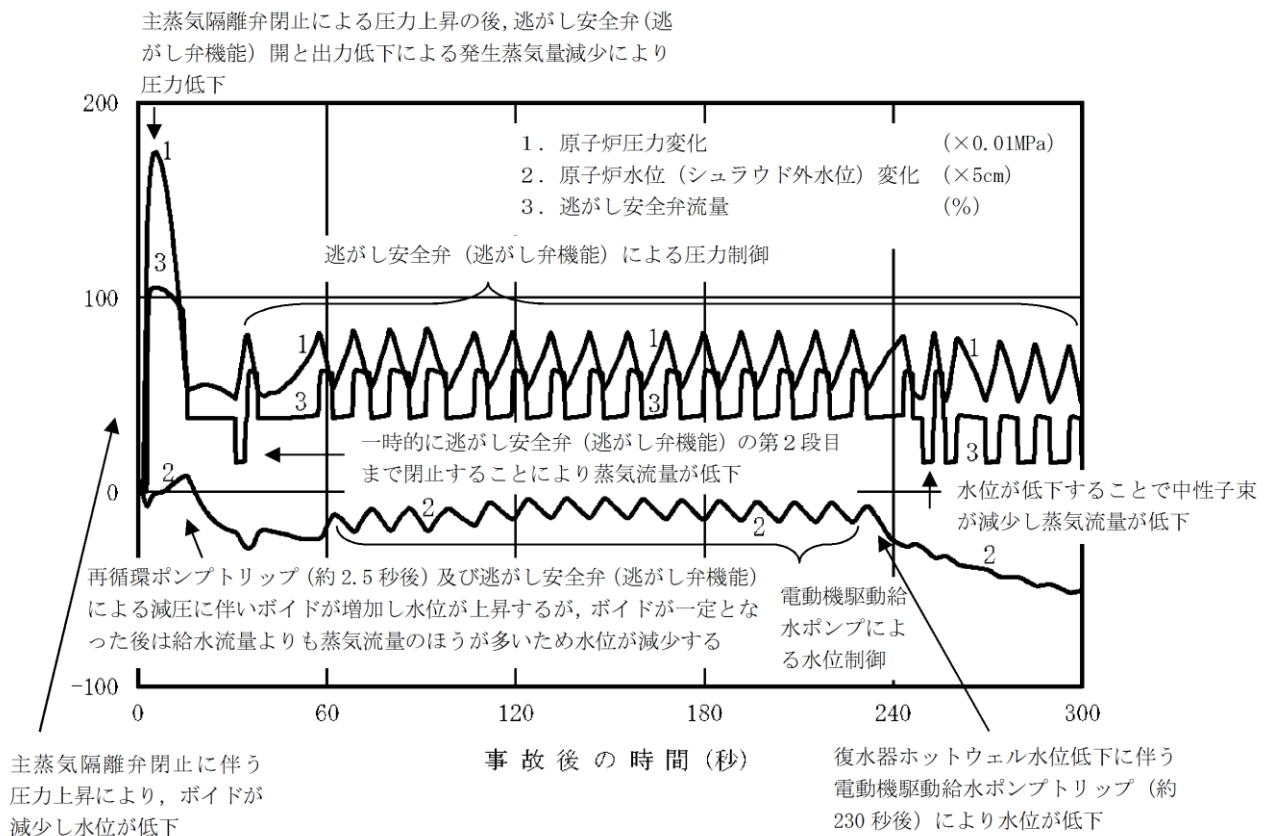 主蒸気隔離弁閉止による圧力上昇の後,逃がし安全弁(逃
がし弁機能)開と出力低下による発生蒸気量減少により
圧力低下
200
100
0
-100
1
3
2
1.原子炉圧力変化 (×0.01MPa)
2.原子炉水位(シュラウド外水位)変化 (×5cm)
3.逃がし安全弁流量 (%)
逃がし安全弁(逃がし弁機能)による圧力制御
1
1
1
3
3
3
一時的に逃がし安全弁(逃がし弁機能)の第2段目
まで閉止することにより蒸気流量が低下
水位が低下することで中性子束
が減少し蒸気流量が低下
2
2
2
再循環ポンプトリップ(約2.5秒後)及び逃がし安全弁(逃がし弁機能)
による減圧に伴いボイドが増加し水位が上昇するが,ボイドが一定とな
った後は給水流量よりも蒸気流量のほうが多いため水位が減少する
電動機駆動給
水ポンプによ
る水位制御
0
60
120
180
240
300
事故後の時間(秒)
主蒸気隔離弁閉止に伴う
圧力上昇により,ボイドが
減少し水位が低下
復水器ホットウェル水位低下に伴う
電動機駆動給水ポンプトリップ(約
230秒後)により水位が低下